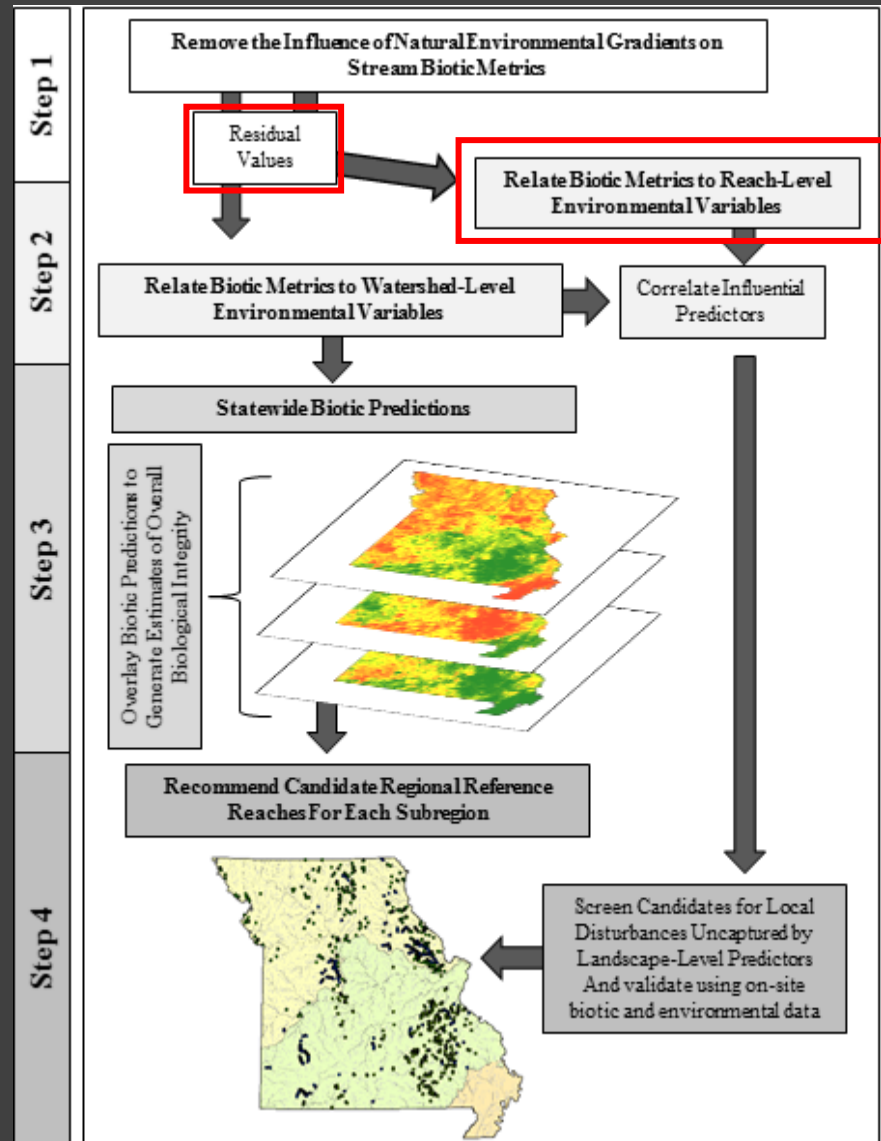 Step 1
Remove the Influence of Natural Environmental Gradients on
Stream Biotic Metrics
Residual
Values
Step 2
Relate Biotic Metrics to Reach-Level
Environmental Variables
Relate Biotic Metrics to Watershed-Level
Environmental Variables
Correlate Influential
Predictors
Step 3
Statewide Biotic Predictions
Overlay Biotic Predictions to
Generate Estimates of Overall
Biological Integrity
Step 4
Recommend Candidate Regional Reference
Reaches For Each Subregion
Screen Candidates for Local
Disturbances Uncaptured by
Landscape-Level Predictors
And validate using on-site
biotic and environmental data